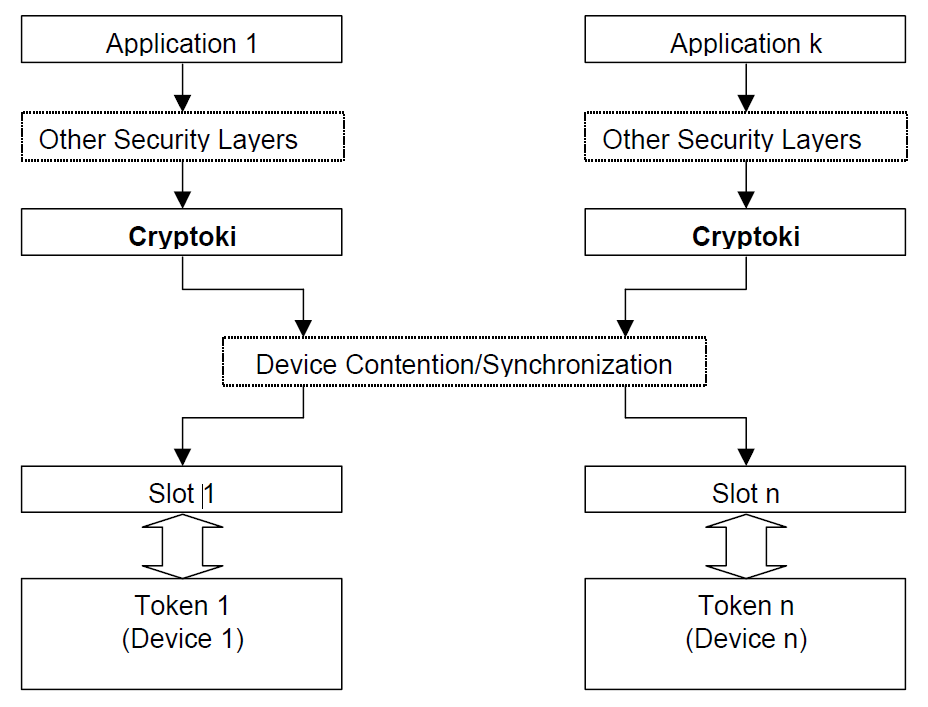 Application 1
Application k
Other Security Layers
Other Security Layers
Cryptoki
Cryptoki
Device Contention/Synchronization
Slot 1
Slot n
Token 1
(Device 1)
Token n
(Device n)